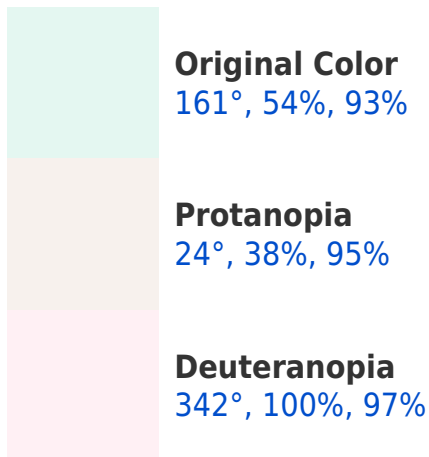 Original Color
161°, 54%, 93%
Protanopia
24°, 38%, 95%
Deuteranopia
342°, 100%, 97%